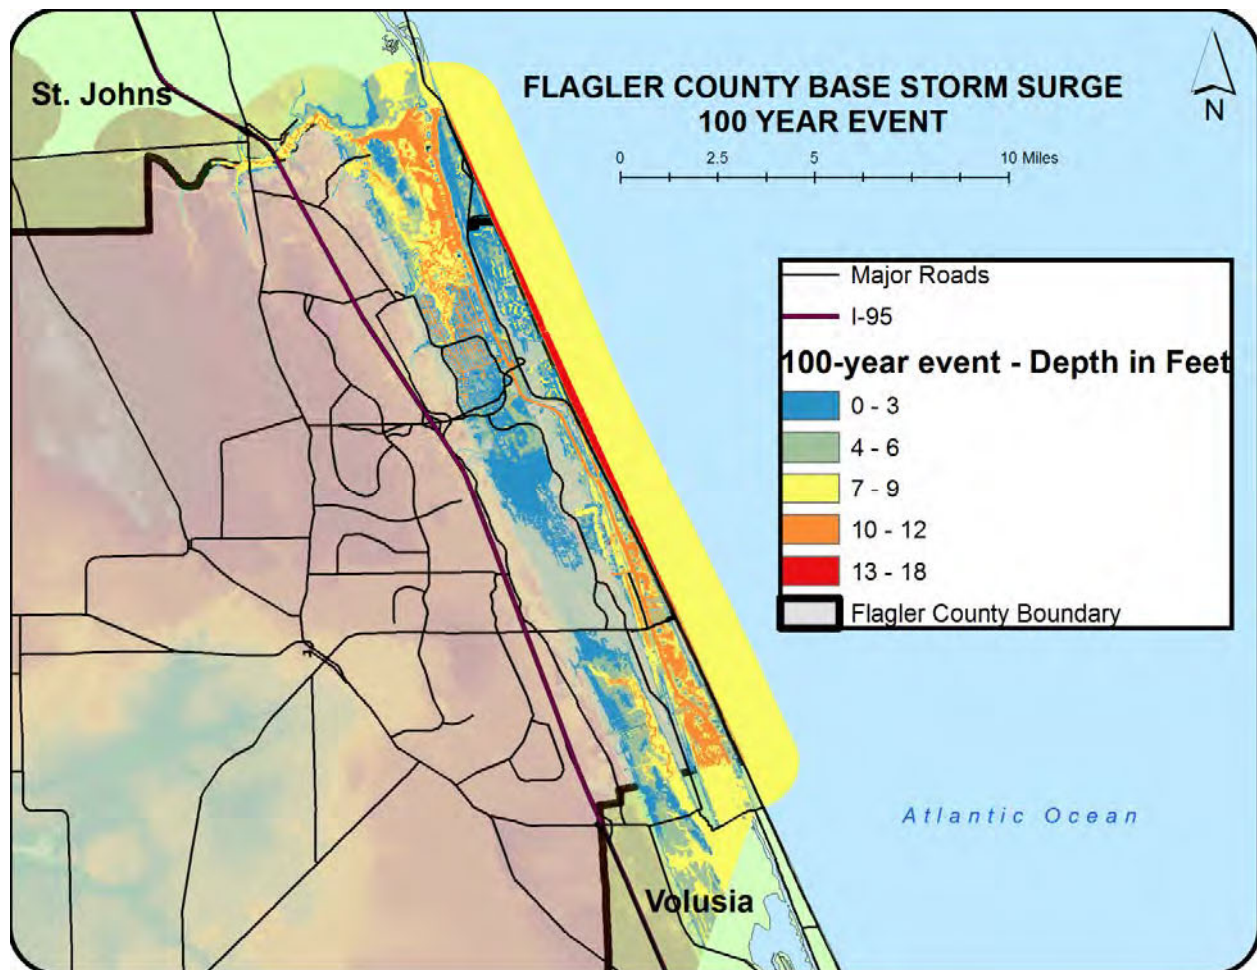 St. Johns
FLAGLER COUNTY BASE STORM SURGE
100 YEAR EVENT
N
0 2.5 5 10 Miles
Major Roads
I-95
100-year event - Depth in Feet
0 - 3
4 - 6
7 - 9
10 - 12
13 - 18
Flagler County Boundary
Atlantic Ocean
Volusia